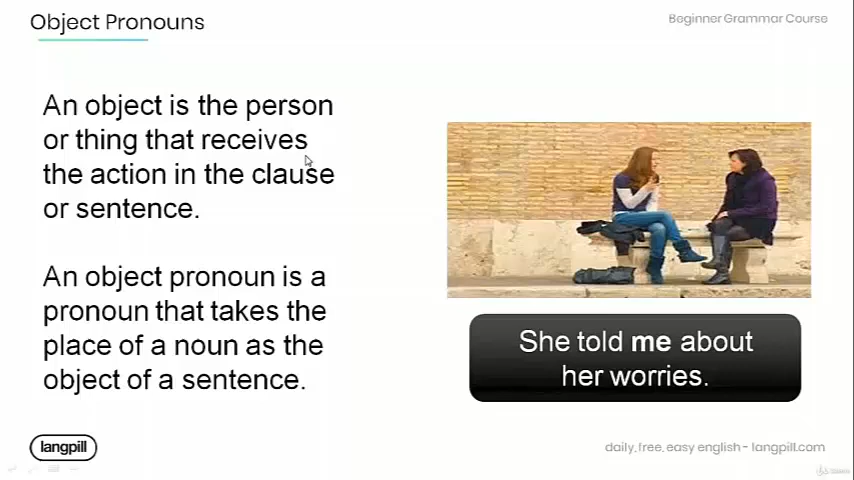 Object Pronouns
Beginner Grammar Course
An object is the person
or thing that receives
the action in the clause
or sentence.
An object pronoun is a
pronoun that takes the
place of a noun as the
object of a sentence.
She told me about
her worries.
langpill
daily, free, easy english - langpill.com